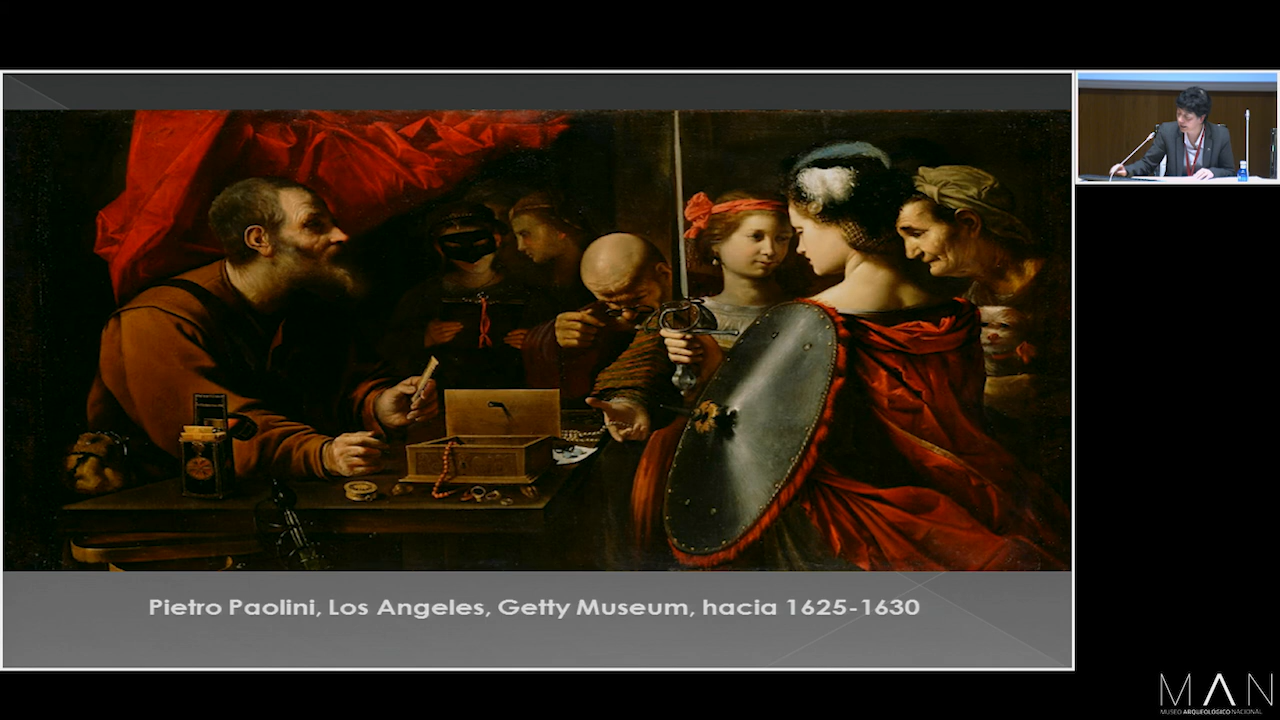 Pietro Paolini, Los Angeles, Getty Museum, hacia 1625-1630
MAN
MUSEO ARQUEOLÓGICO NACIONAL